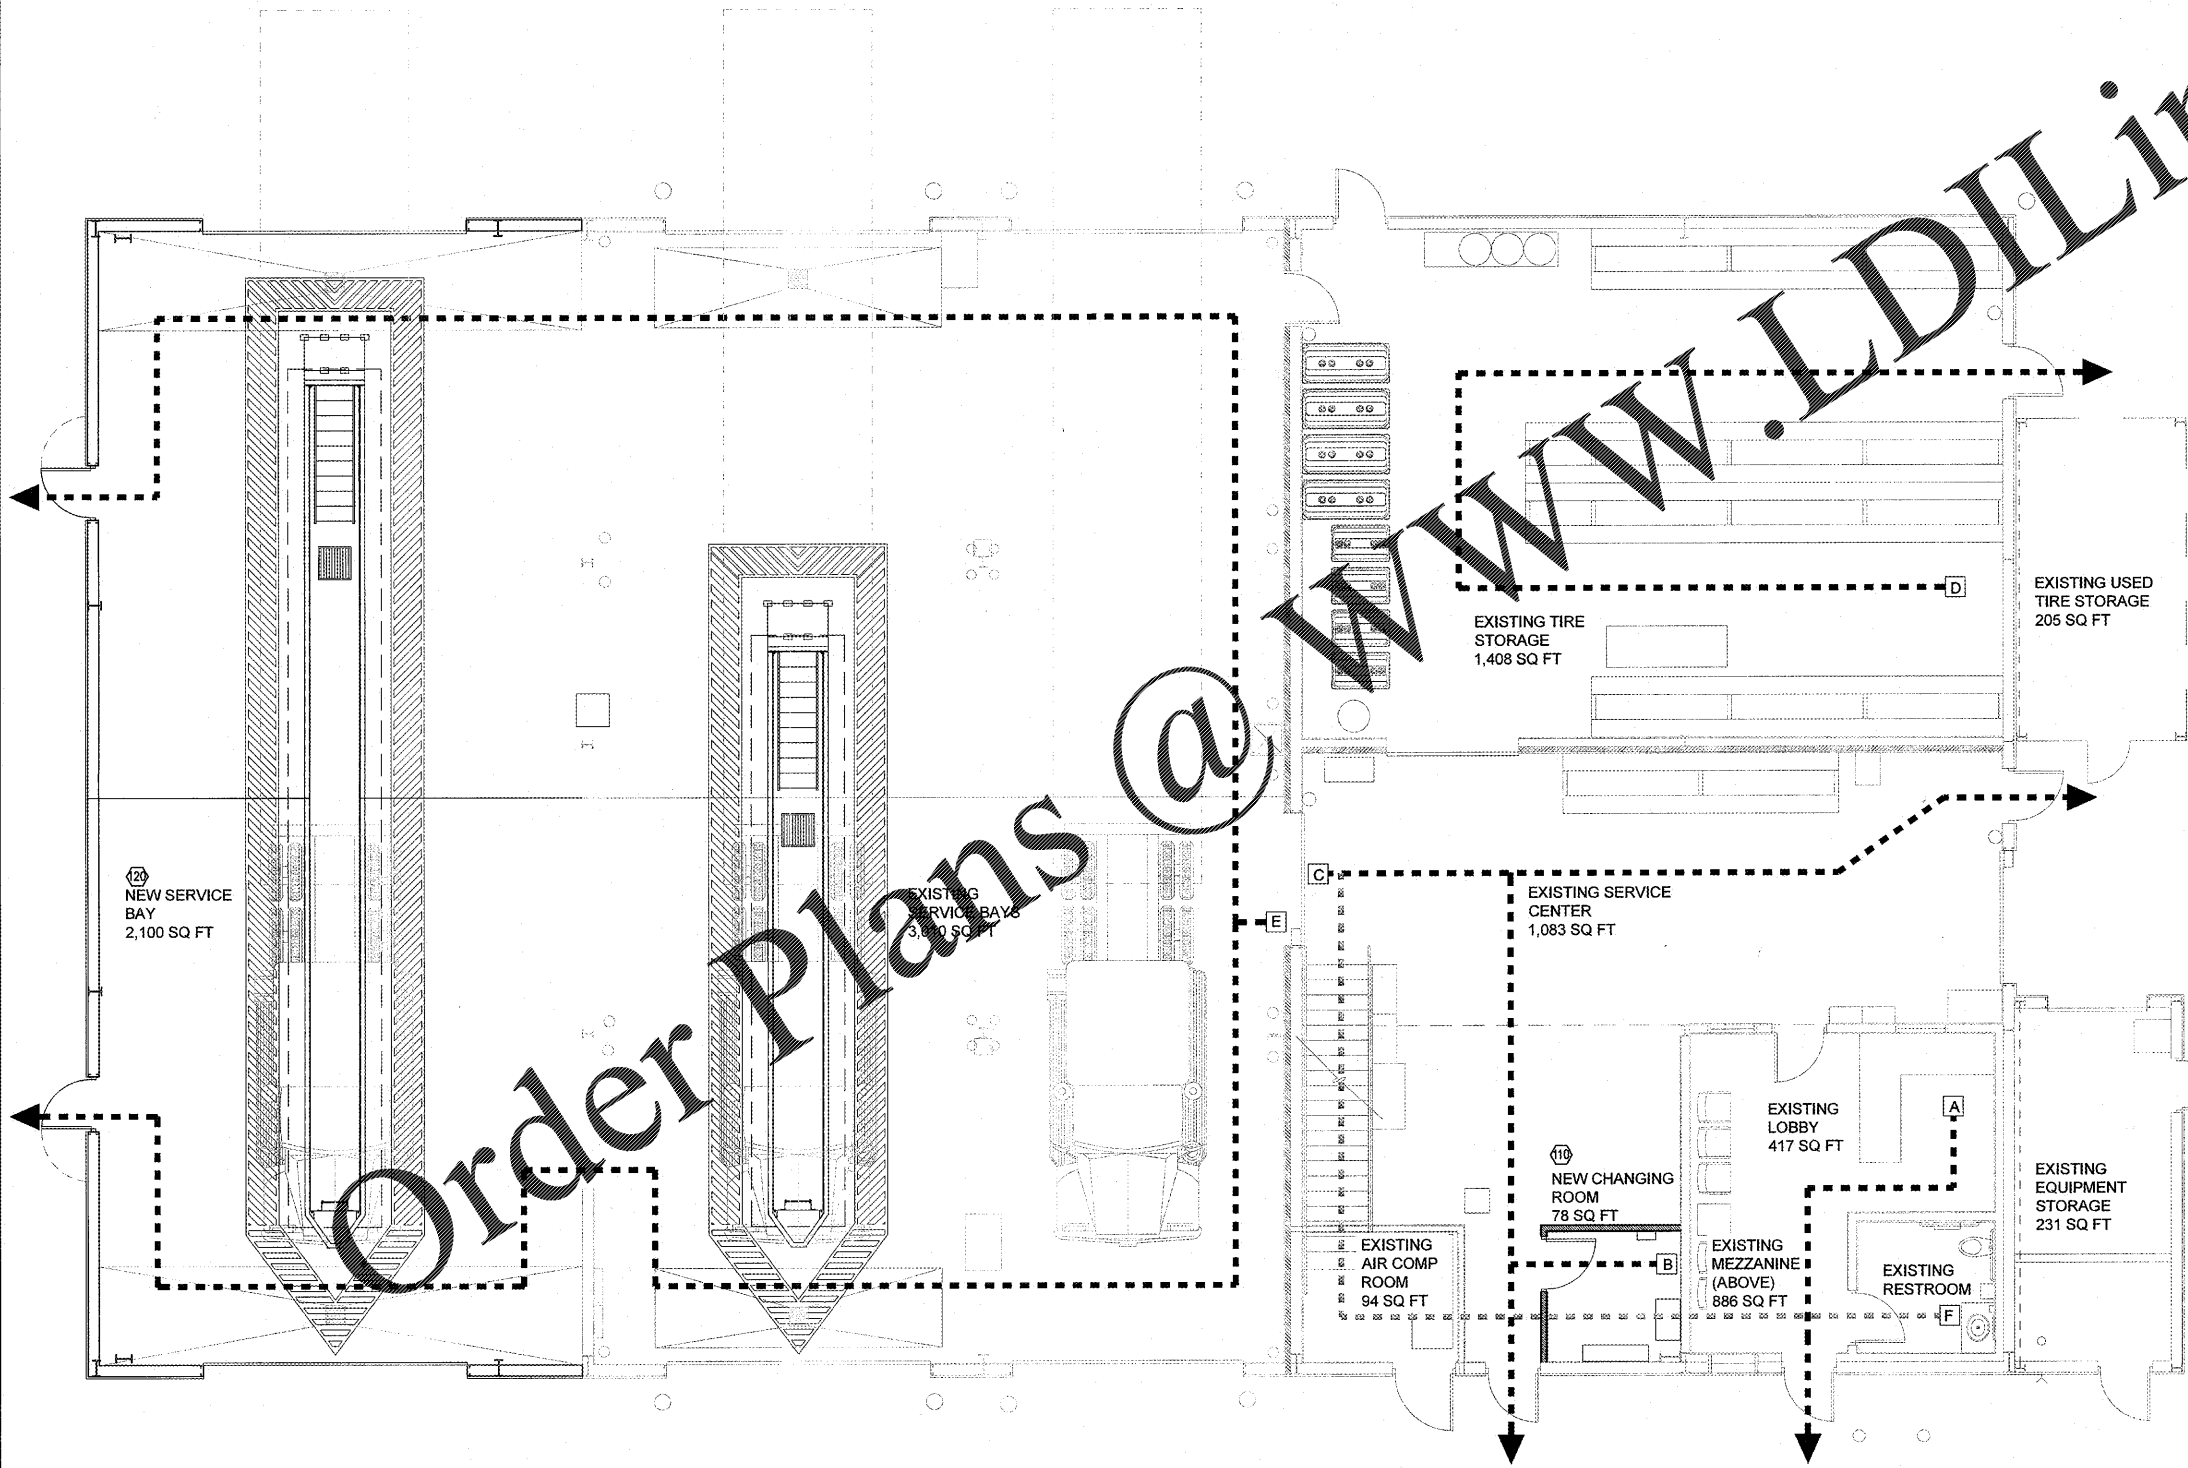 Order Plans @ www.LDILin
EXISTING TIRE
STORAGE
1,408 SQ FT
EXISTING USED
TIRE STORAGE
205 SQ FT
D
120
NEW SERVICE
BAY
2,100 SQ FT
EXISTING
SERVICE BAYS
SQ FT
E
C
EXISTING SERVICE
CENTER
1,083 SQ FT
A
EXISTING
LOBBY
417 SQ FT
110
NEW CHANGING
ROOM
78 SQ FT
EXISTING
EQUIPMENT
STORAGE
231 SQ FT
EXISTING
AIR COMP
ROOM
94 SQ FT
B
EXISTING
MEZZANINE
(ABOVE)
886 SQ FT
EXISTING
RESTROOM
F